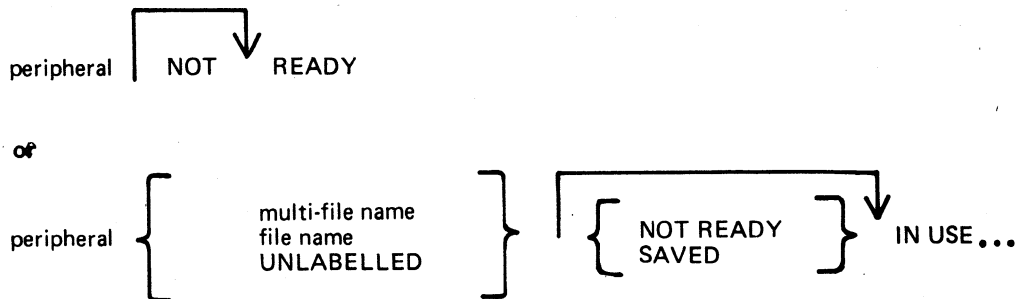 peripheral NOT READY
or
peripheral
multi-file name
file name
UNLABELLED
NOT READY
SAVED
IN USE...